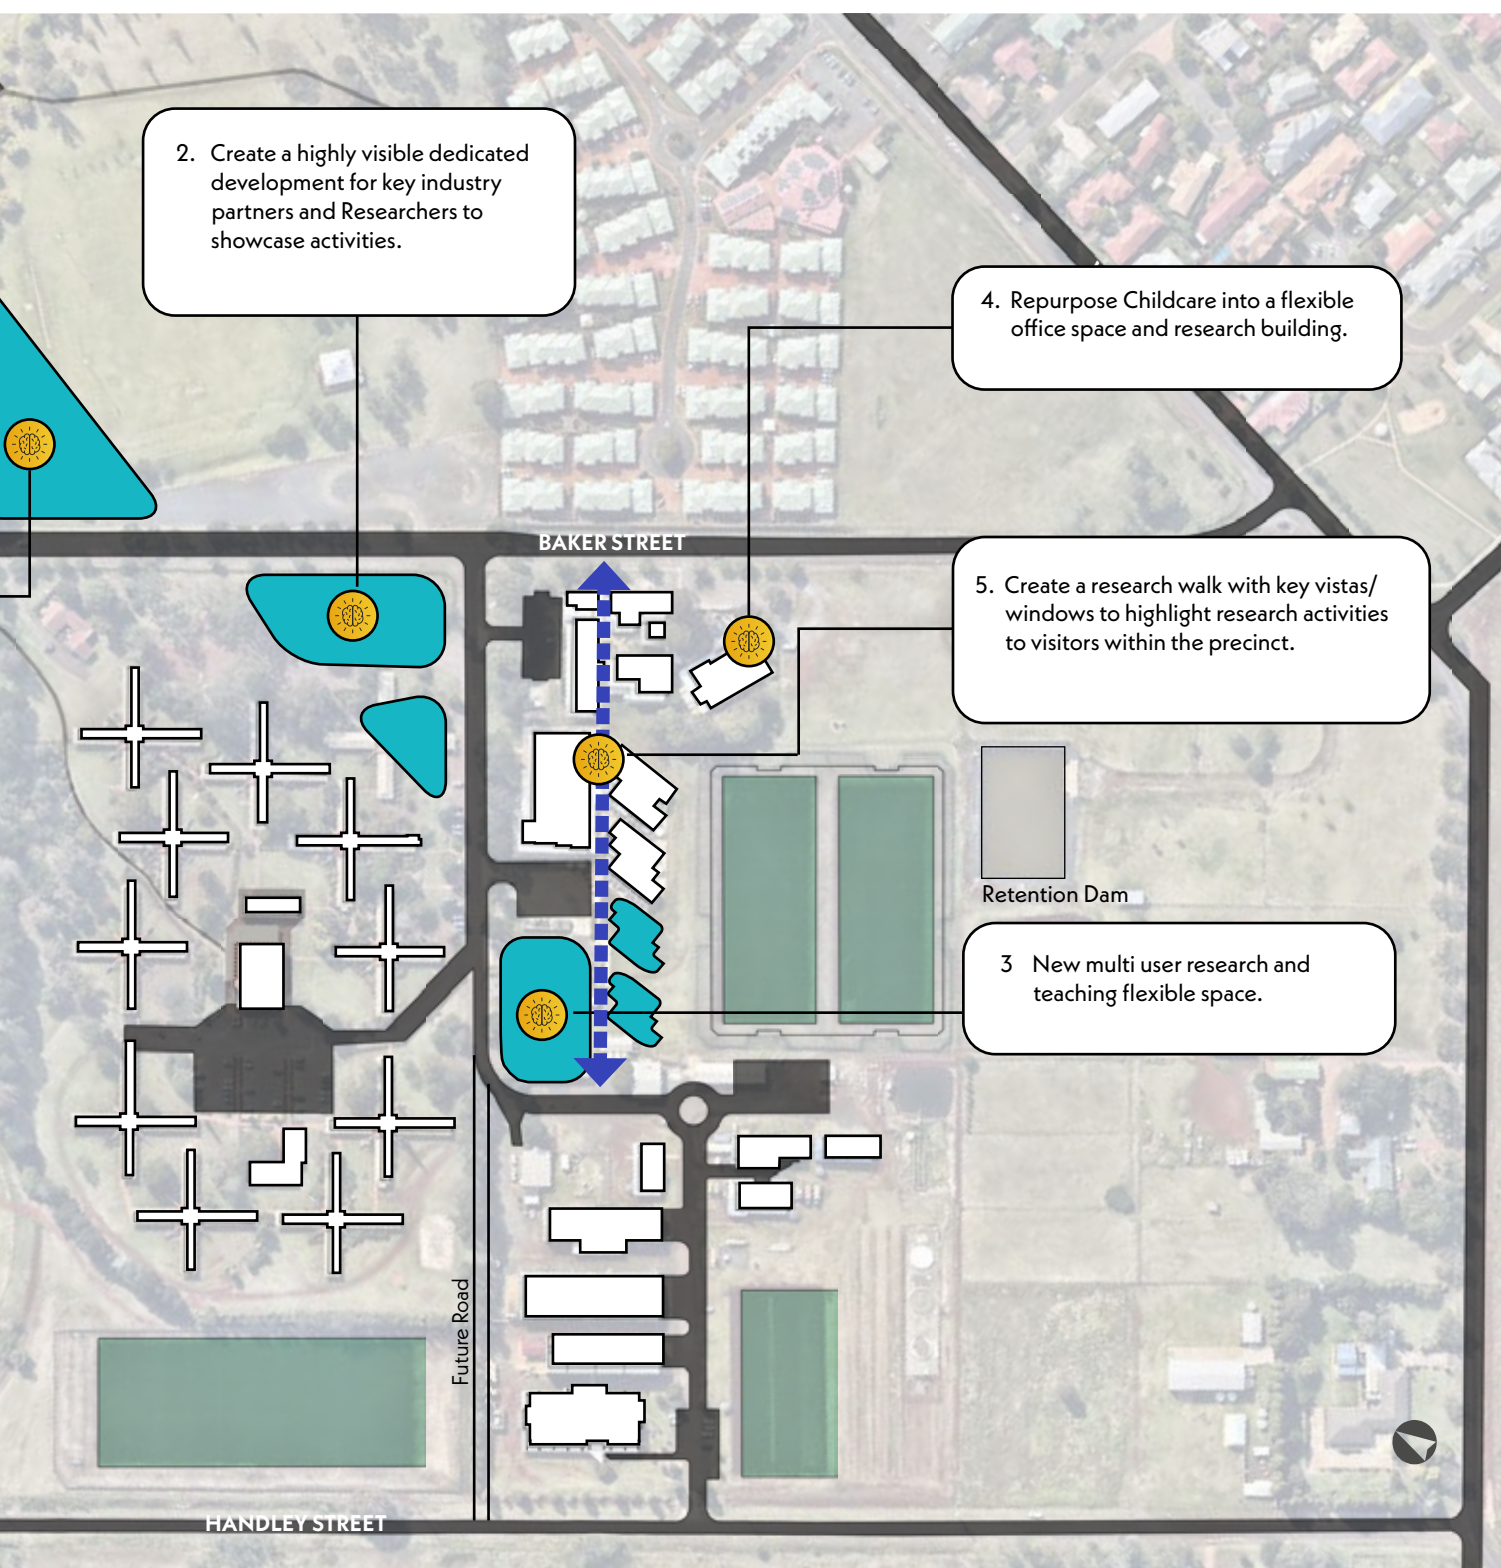 2. Create a highly visible dedicated
development for key industry
partners and Researchers to
showcase activities.
4. Repurpose Childcare into a flexible
office space and research building.
BAKER STREET
5. Create a research walk with key vistas/
windows to highlight research activities
to visitors within the precinct.
Retention Dam
3 New multi user research and
teaching flexible space.
Future Road
HANDLEY STREET